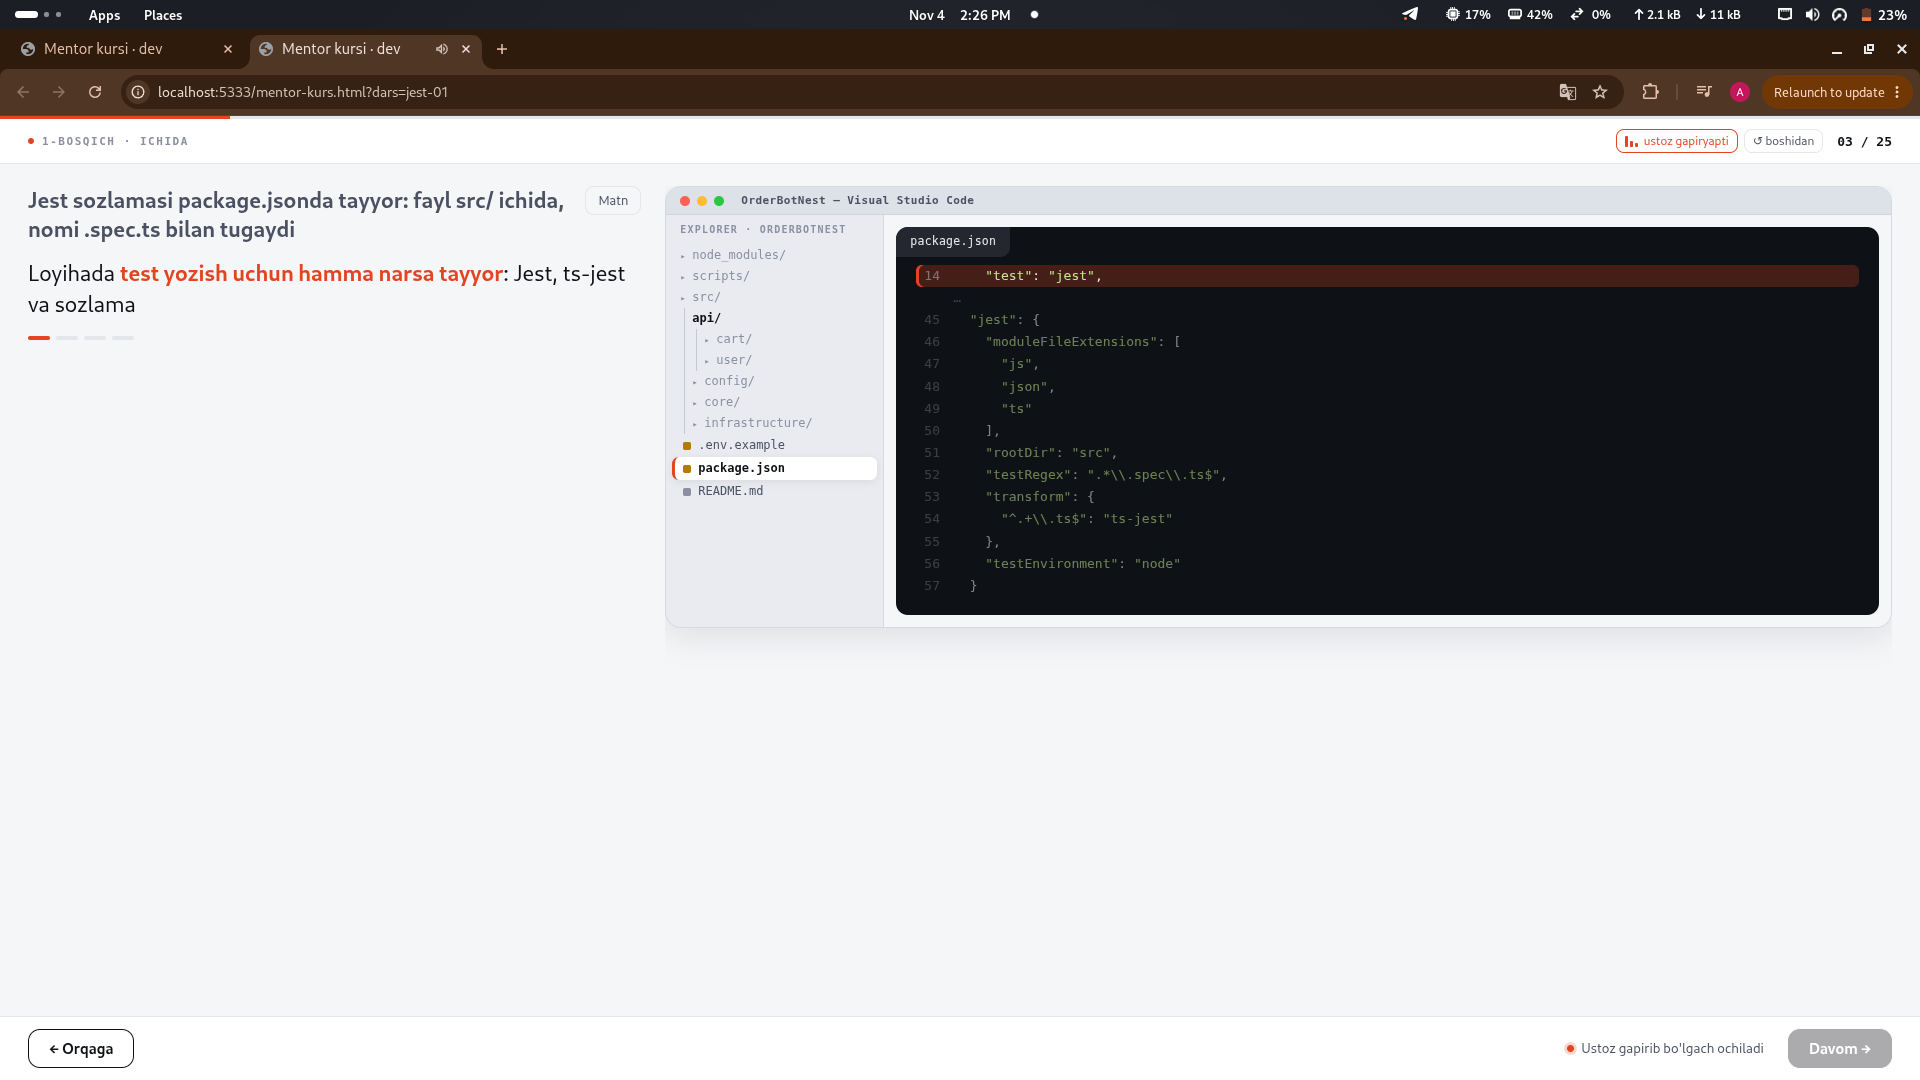 Apps Places Nov 4 2:26 PM 17% 42% 0% 2.1 kB 11 kB 23%
Mentor kursi · dev Mentor kursi · dev
localhost:5333/mentor-kurs.html?dars=jest-01 A Relaunch to update
1-BOSQICH · ICHIDA ustoz gapiryapti ↺ boshidan 03 / 25
Jest sozlamasi package.jsonda tayyor: fayl src/ ichida,
nomi .spec.ts bilan tugaydi
Matn
Loyihada test yozish uchun hamma narsa tayyor: Jest, ts-jest
va sozlama
OrderBotNest — Visual Studio Code
EXPLORER · ORDERBOTNEST
▸ node_modules/
▸ scripts/
▸ src/
api/
▸ cart/
▸ user/
▸ config/
▸ core/
▸ infrastructure/
.env.example
package.json
README.md
package.json
14 "test": "jest",
…
45 "jest": {
46 "moduleFileExtensions": [
47 "js",
48 "json",
49 "ts"
50 ],
51 "rootDir": "src",
52 "testRegex": ".*\\.spec\\.ts$",
53 "transform": {
54 "^.+\\.ts$": "ts-jest"
55 },
56 "testEnvironment": "node"
57 }
← Orqaga
Ustoz gapirib bo'lgach ochiladi
Davom →